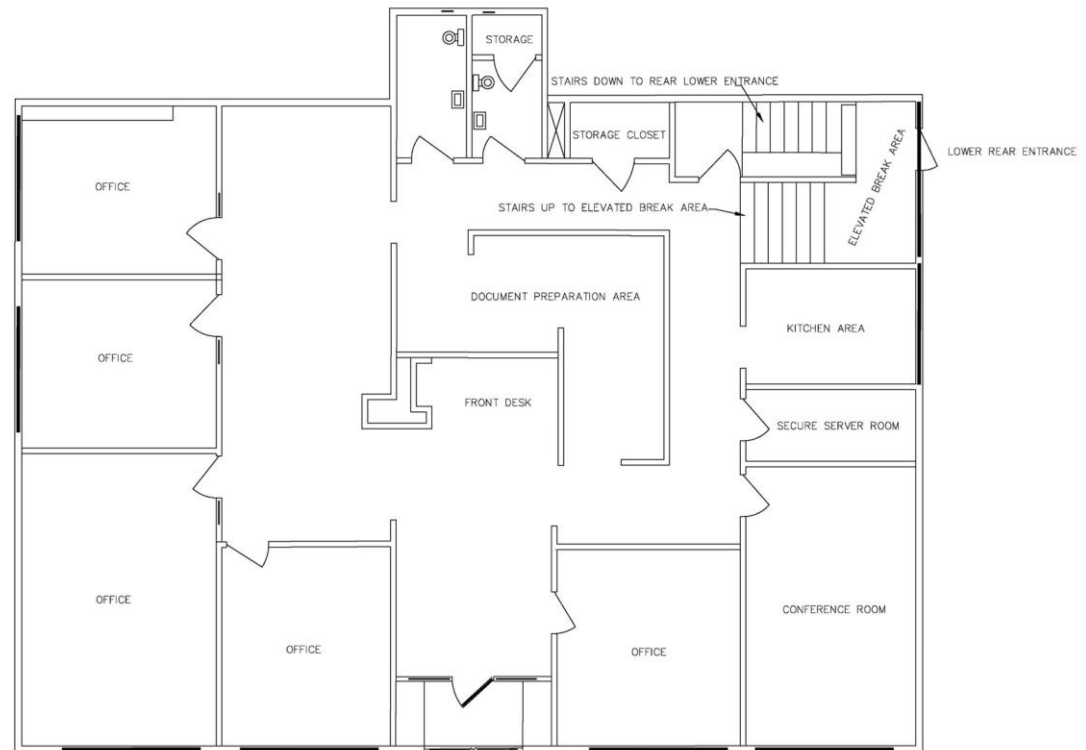 STORAGE
STAIRS DOWN TO REAR LOWER ENTRANCE
STORAGE CLOSET
LOWER REAR ENTRANCE
ELEVATED BREAK AREA
OFFICE
STAIRS UP TO ELEVATED BREAK AREA
DOCUMENT PREPARATION AREA
KITCHEN AREA
OFFICE
FRONT DESK
SECURE SERVER ROOM
OFFICE
CONFERENCE ROOM
OFFICE
OFFICE